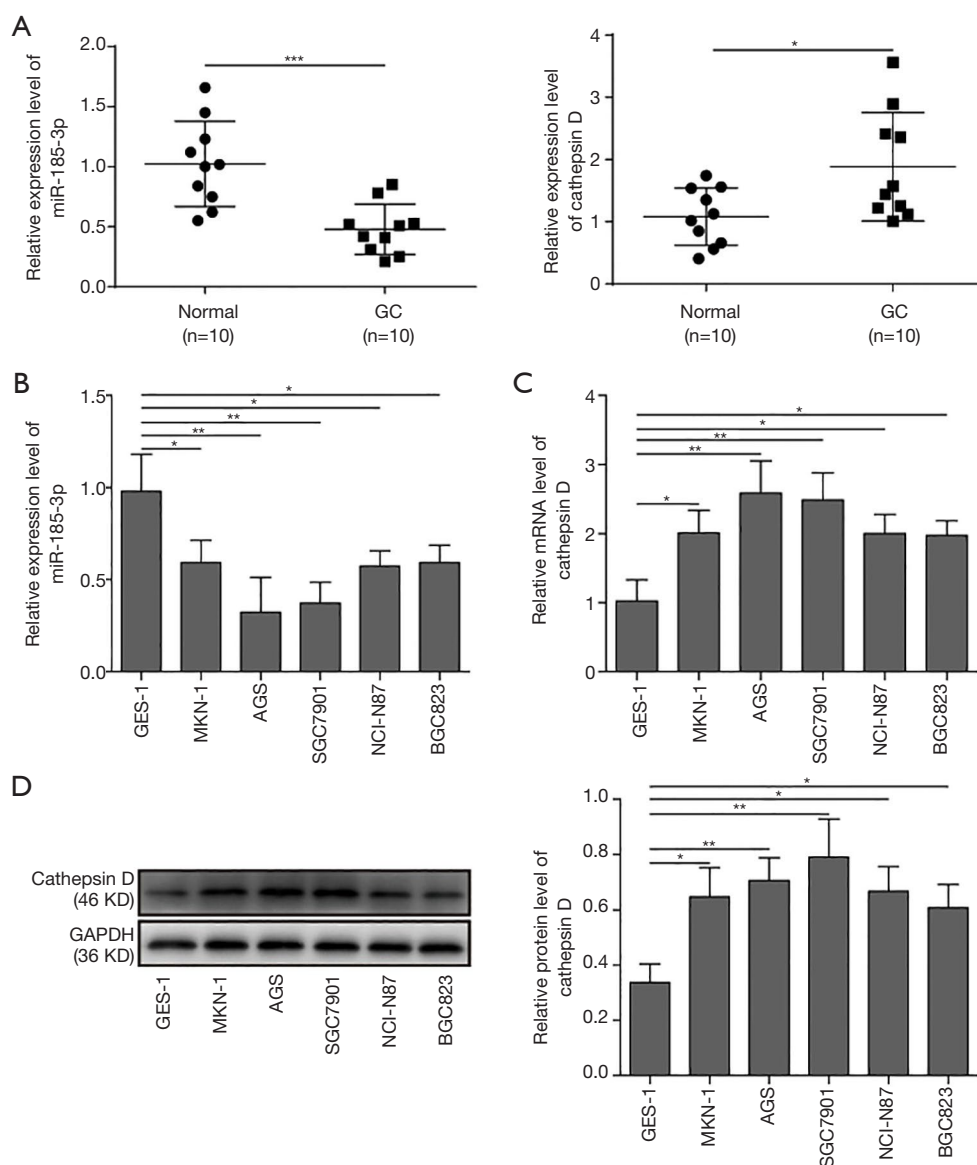 A
Relative expression level of
miR-185-3p
2.0
1.5
1.0
0.5
0.0
***
Normal
(n=10)
GC
(n=10)
Relative expression level
of cathepsin D
4
3
2
1
0
*
Normal
(n=10)
GC
(n=10)
B
Relative expression level of
miR-185-3p
1.5
1.0
0.5
0.0
*
*
**
**
*
GES-1
MKN-1
AGS
SGC7901
NCI-N87
BGC823
C
Relative mRNA level of
cathepsin D
4
3
2
1
0
*
*
**
**
*
GES-1
MKN-1
AGS
SGC7901
NCI-N87
BGC823
D
Cathepsin D
(46 KD)
GAPDH
(36 KD)
GES-1
MKN-1
AGS
SGC7901
NCI-N87
BGC823
Relative protein level of
cathepsin D
1.0
0.8
0.6
0.4
0.2
0.0
*
*
**
**
*
GES-1
MKN-1
AGS
SGC7901
NCI-N87
BGC823